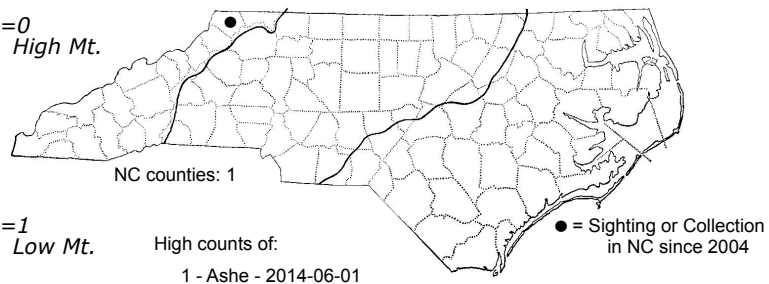 =0
High Mt.
NC counties: 1
=1
Low Mt.
High counts of:
1 - Ashe - 2014-06-01
● = Sighting or Collection
in NC since 2004